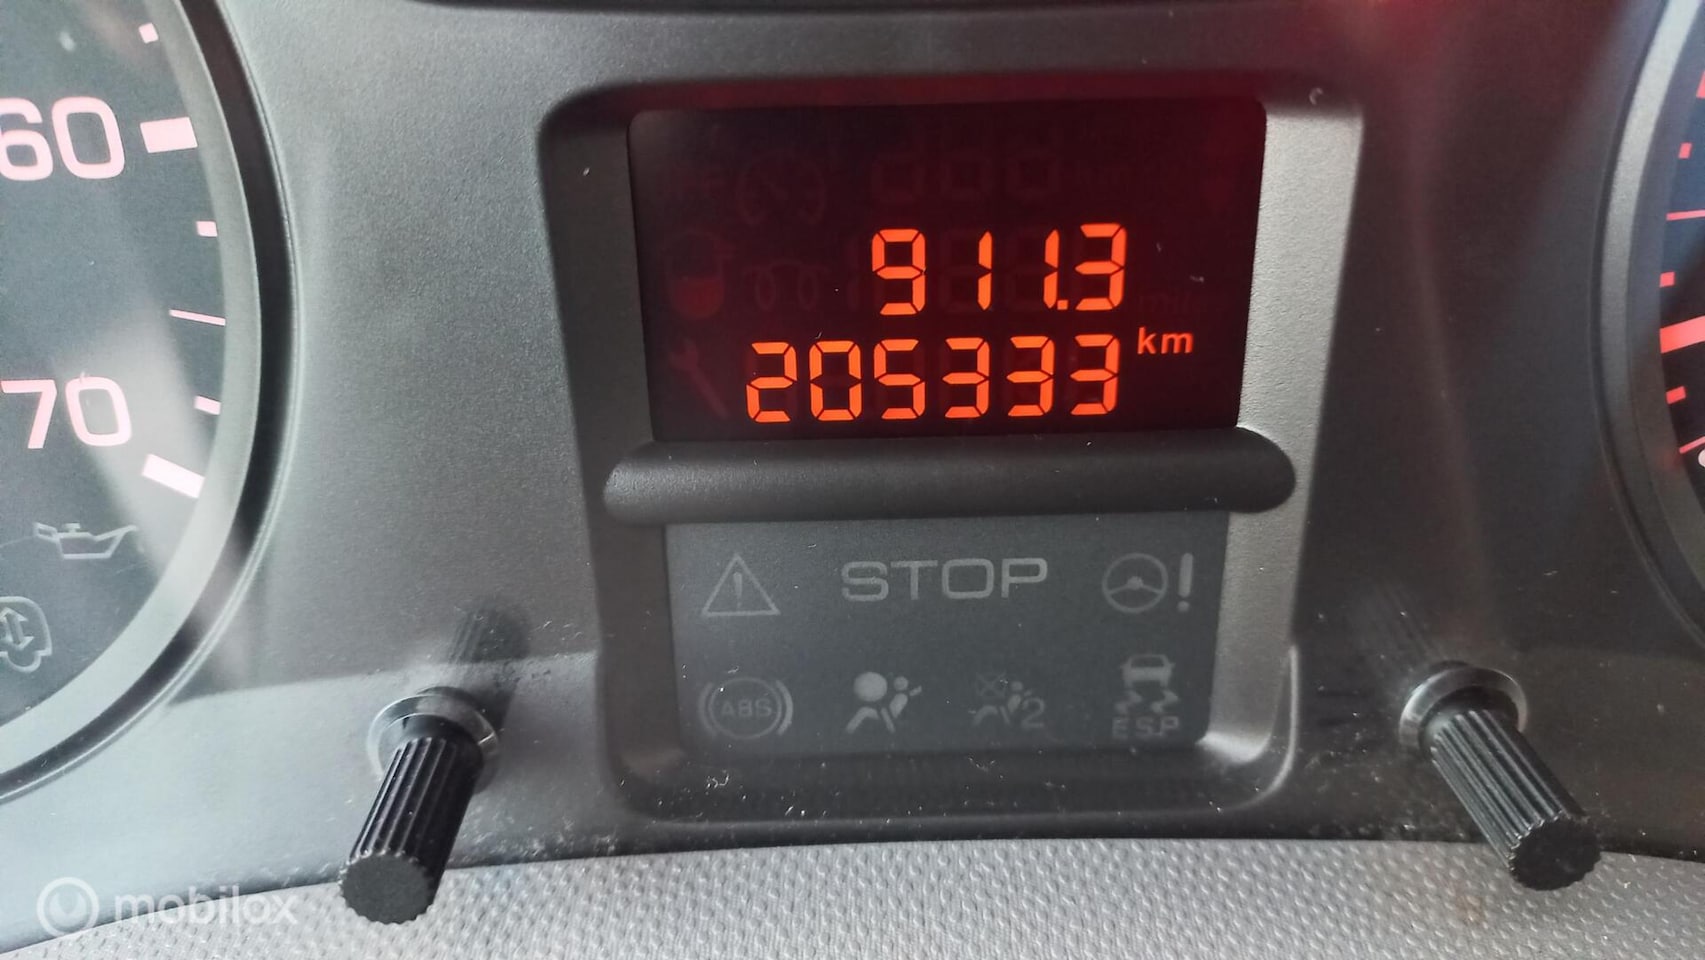 60
70
911.3
205333 km
STOP
ABS
2
ESP
mobilox